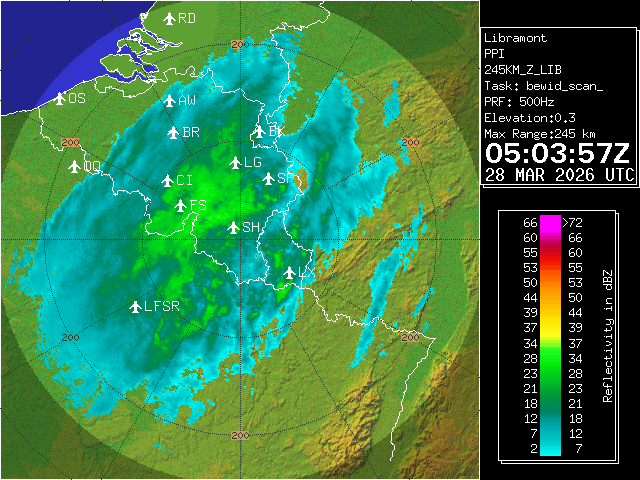 RD
200
OS
AW
BR
200
200
LG
QO
CI
SP
FS
SH
LX
LFSR
200
200
200
Libramont
PPI
245KM_Z_LIB
Task: bewid_scan_
PRF: 500Hz
Elevation:0.3
Max Range:245 km
05:03:57Z
28 MAR 2026 UTC
66 >72
60 66
55 60
53 55
50 53
44 50
39 44
37 39
34 37
28 34
23 28
21 23
18 21
12 18
7 12
2 7
Reflectivity in dBZ